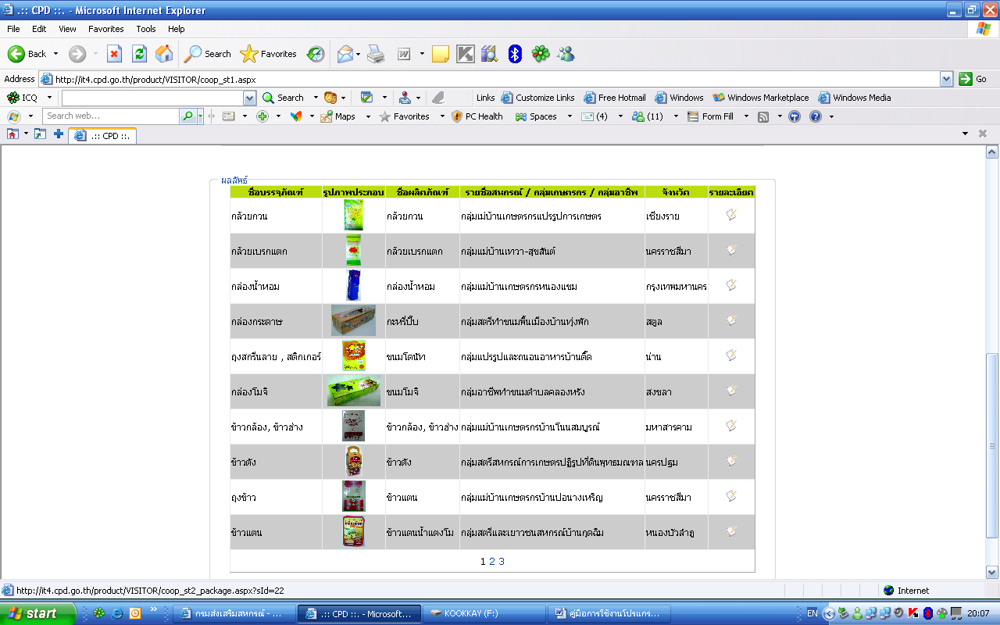 .:: CPD ::. - Microsoft Internet Explorer
File Edit View Favorites Tools Help
Back Search Favorites
Address http://it4.cpd.go.th/product/VISITOR/coop_st1.aspx Go
ICQ Search Links Customize Links Free Hotmail Windows Windows Marketplace Windows Media
Search web... Maps Favorites PC Health Spaces (4) (11) Form Fill
.:: CPD ::.
ผลลัพธ์
ชื่อบรรจุภัณฑ์ รูปภาพประกอบ ชื่อผลิตภัณฑ์ รายชื่อสหกรณ์ / กลุ่มเกษตรกร / กลุ่มอาชีพ จังหวัด รายละเอียด
กล้วยกวน กล้วยกวน กลุ่มแม่บ้านเกษตรกรแปรรูปการเกษตร เชียงราย
กล้วยเบรกแตก กล้วยเบรกแตก กลุ่มแม่บ้านเทวา-สุขสันต์ นครราชสีมา
กล่องน้ำหอม กล่องน้ำหอม กลุ่มแม่บ้านเกษตรกรหนองแขม กรุงเทพมหานคร
กล่องกระดาษ กะหรี่ปั๊บ กลุ่มสตรีทำขนมพื้นเมืองบ้านทุ่งพัก สตูล
ถุงสกรีนลาย , สติกเกอร์ ขนมโดนัท กลุ่มแปรรูปและถนอนอาหารบ้านตี๊ด น่าน
กล่องโมจิ ขนมโมจิ กลุ่มอาชีพทำขนมตำบลคลองหรัง สงขลา
ข้าวกล้อง, ข้าวฮ่าง ข้าวกล้อง, ข้าวฮ่าง กลุ่มแม่บ้านเกษตรกรบ้านโนนสมบูรณ์ มหาสารคาม
ข้าวตัง ข้าวตัง กลุ่มสตรีสหกรณ์การเกษตรปฏิรูปที่ดินพุทธมณฑล นครปฐม
ถุงข้าว ข้าวแตน กลุ่มแม่บ้านเกษตรกรบ้านปอนางเหริญ นครราชสีมา
ข้าวแตน ข้าวแตนน้ำแตงโม กลุ่มสตรีและเยาวชนสหกรณ์บ้านกุดฉิม หนองบัวลำภู
1 2 3
http://it4.cpd.go.th/product/VISITOR/coop_st2_package.aspx?sId=22 Internet
start กรมส่งเสริมสหกรณ์ - ... .:: CPD ::. - Microsoft... KOOKKAY (F:) คู่มือการใช้งานโปรแกร... EN 20:07